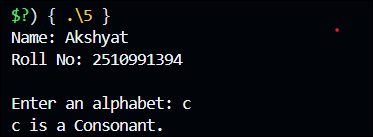 $?) { .\5 }
Name: Akshyat
Roll No: 2510991394
Enter an alphabet: c
c is a Consonant.